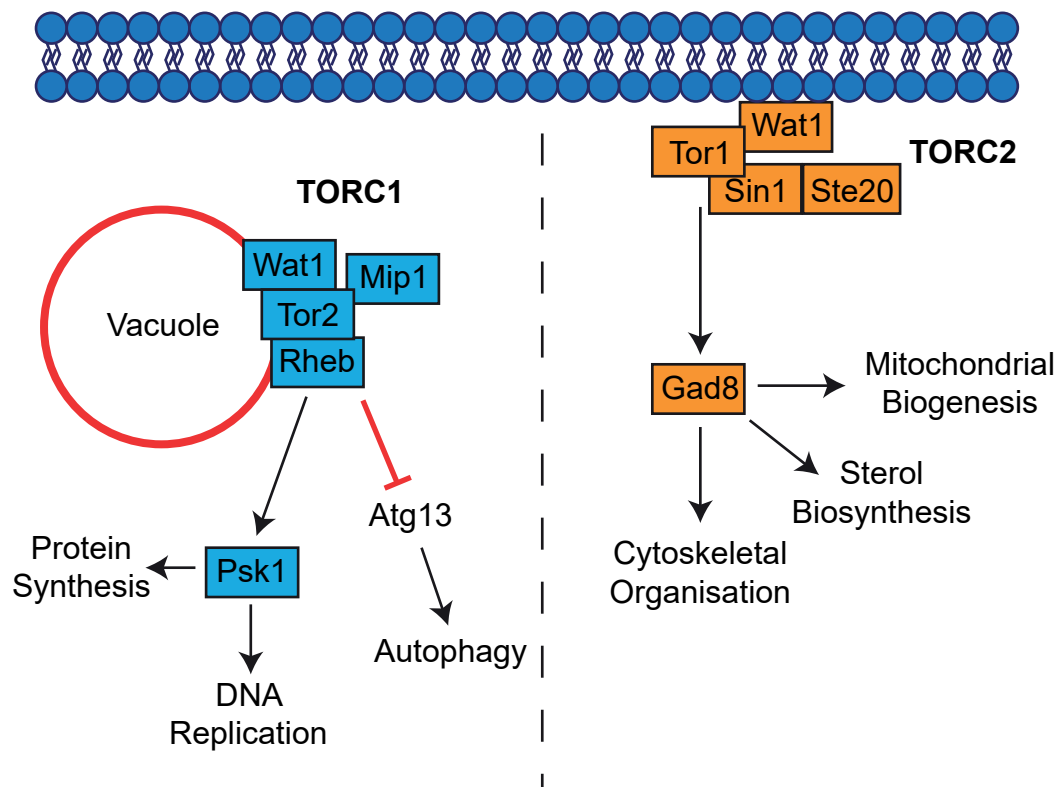 TORC1
Wat1
Mip1
Tor2
Vacuole
Rheb
Atg13
Protein
Synthesis
Psk1
Autophagy
DNA
Replication
Wat1
Tor1
TORC2
Sin1
Ste20
Gad8
Mitochondrial
Biogenesis
Sterol
Biosynthesis
Cytoskeletal
Organisation